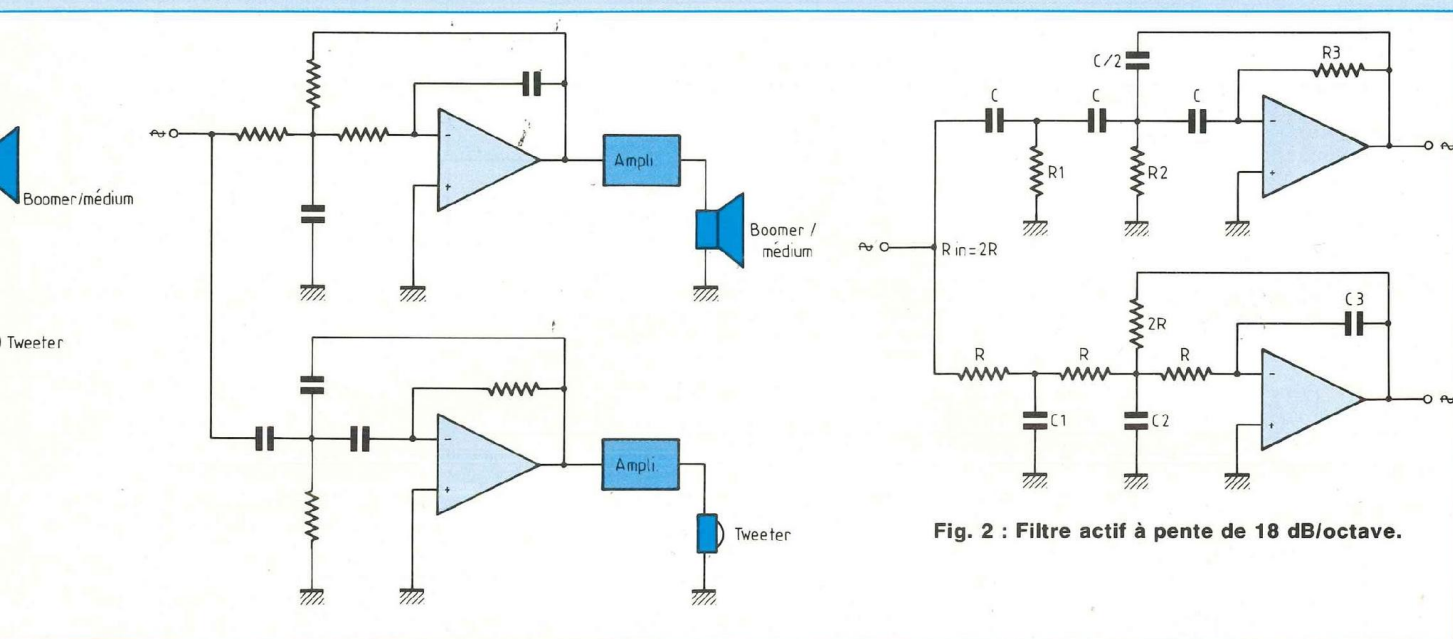 Boomer/médium
Tweeter
-
+
Ampli
Boomer /
médium
-
+
Ampli.
Tweeter
C/2
R3
C
C
C
R1
R2
-
+
R in=2R
2R
C3
R
R
R
C1
C2
-
+
Fig. 2 : Filtre actif à pente de 18 dB/octave.